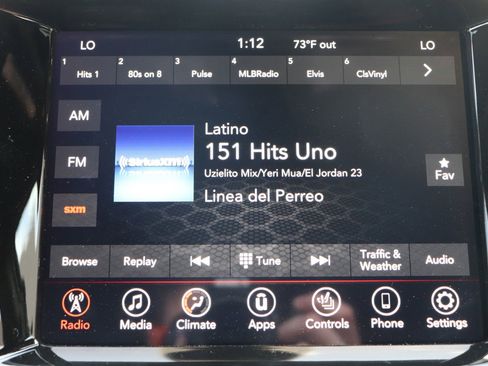 LO 1:12 73°F out LO
1 Hits 1 2 80s on 8 3 Pulse 4 MLBRadio 5 Elvis 6 ClsVinyl
AM
FM
sxm
SiriusXM
Latino
151 Hits Uno
Uzielito Mix/Yeri Mua/El Jordan 23
Linea del Perreo
Fav
Browse Replay Tune Traffic & Weather Audio
Radio Media Climate Apps Controls Phone Settings